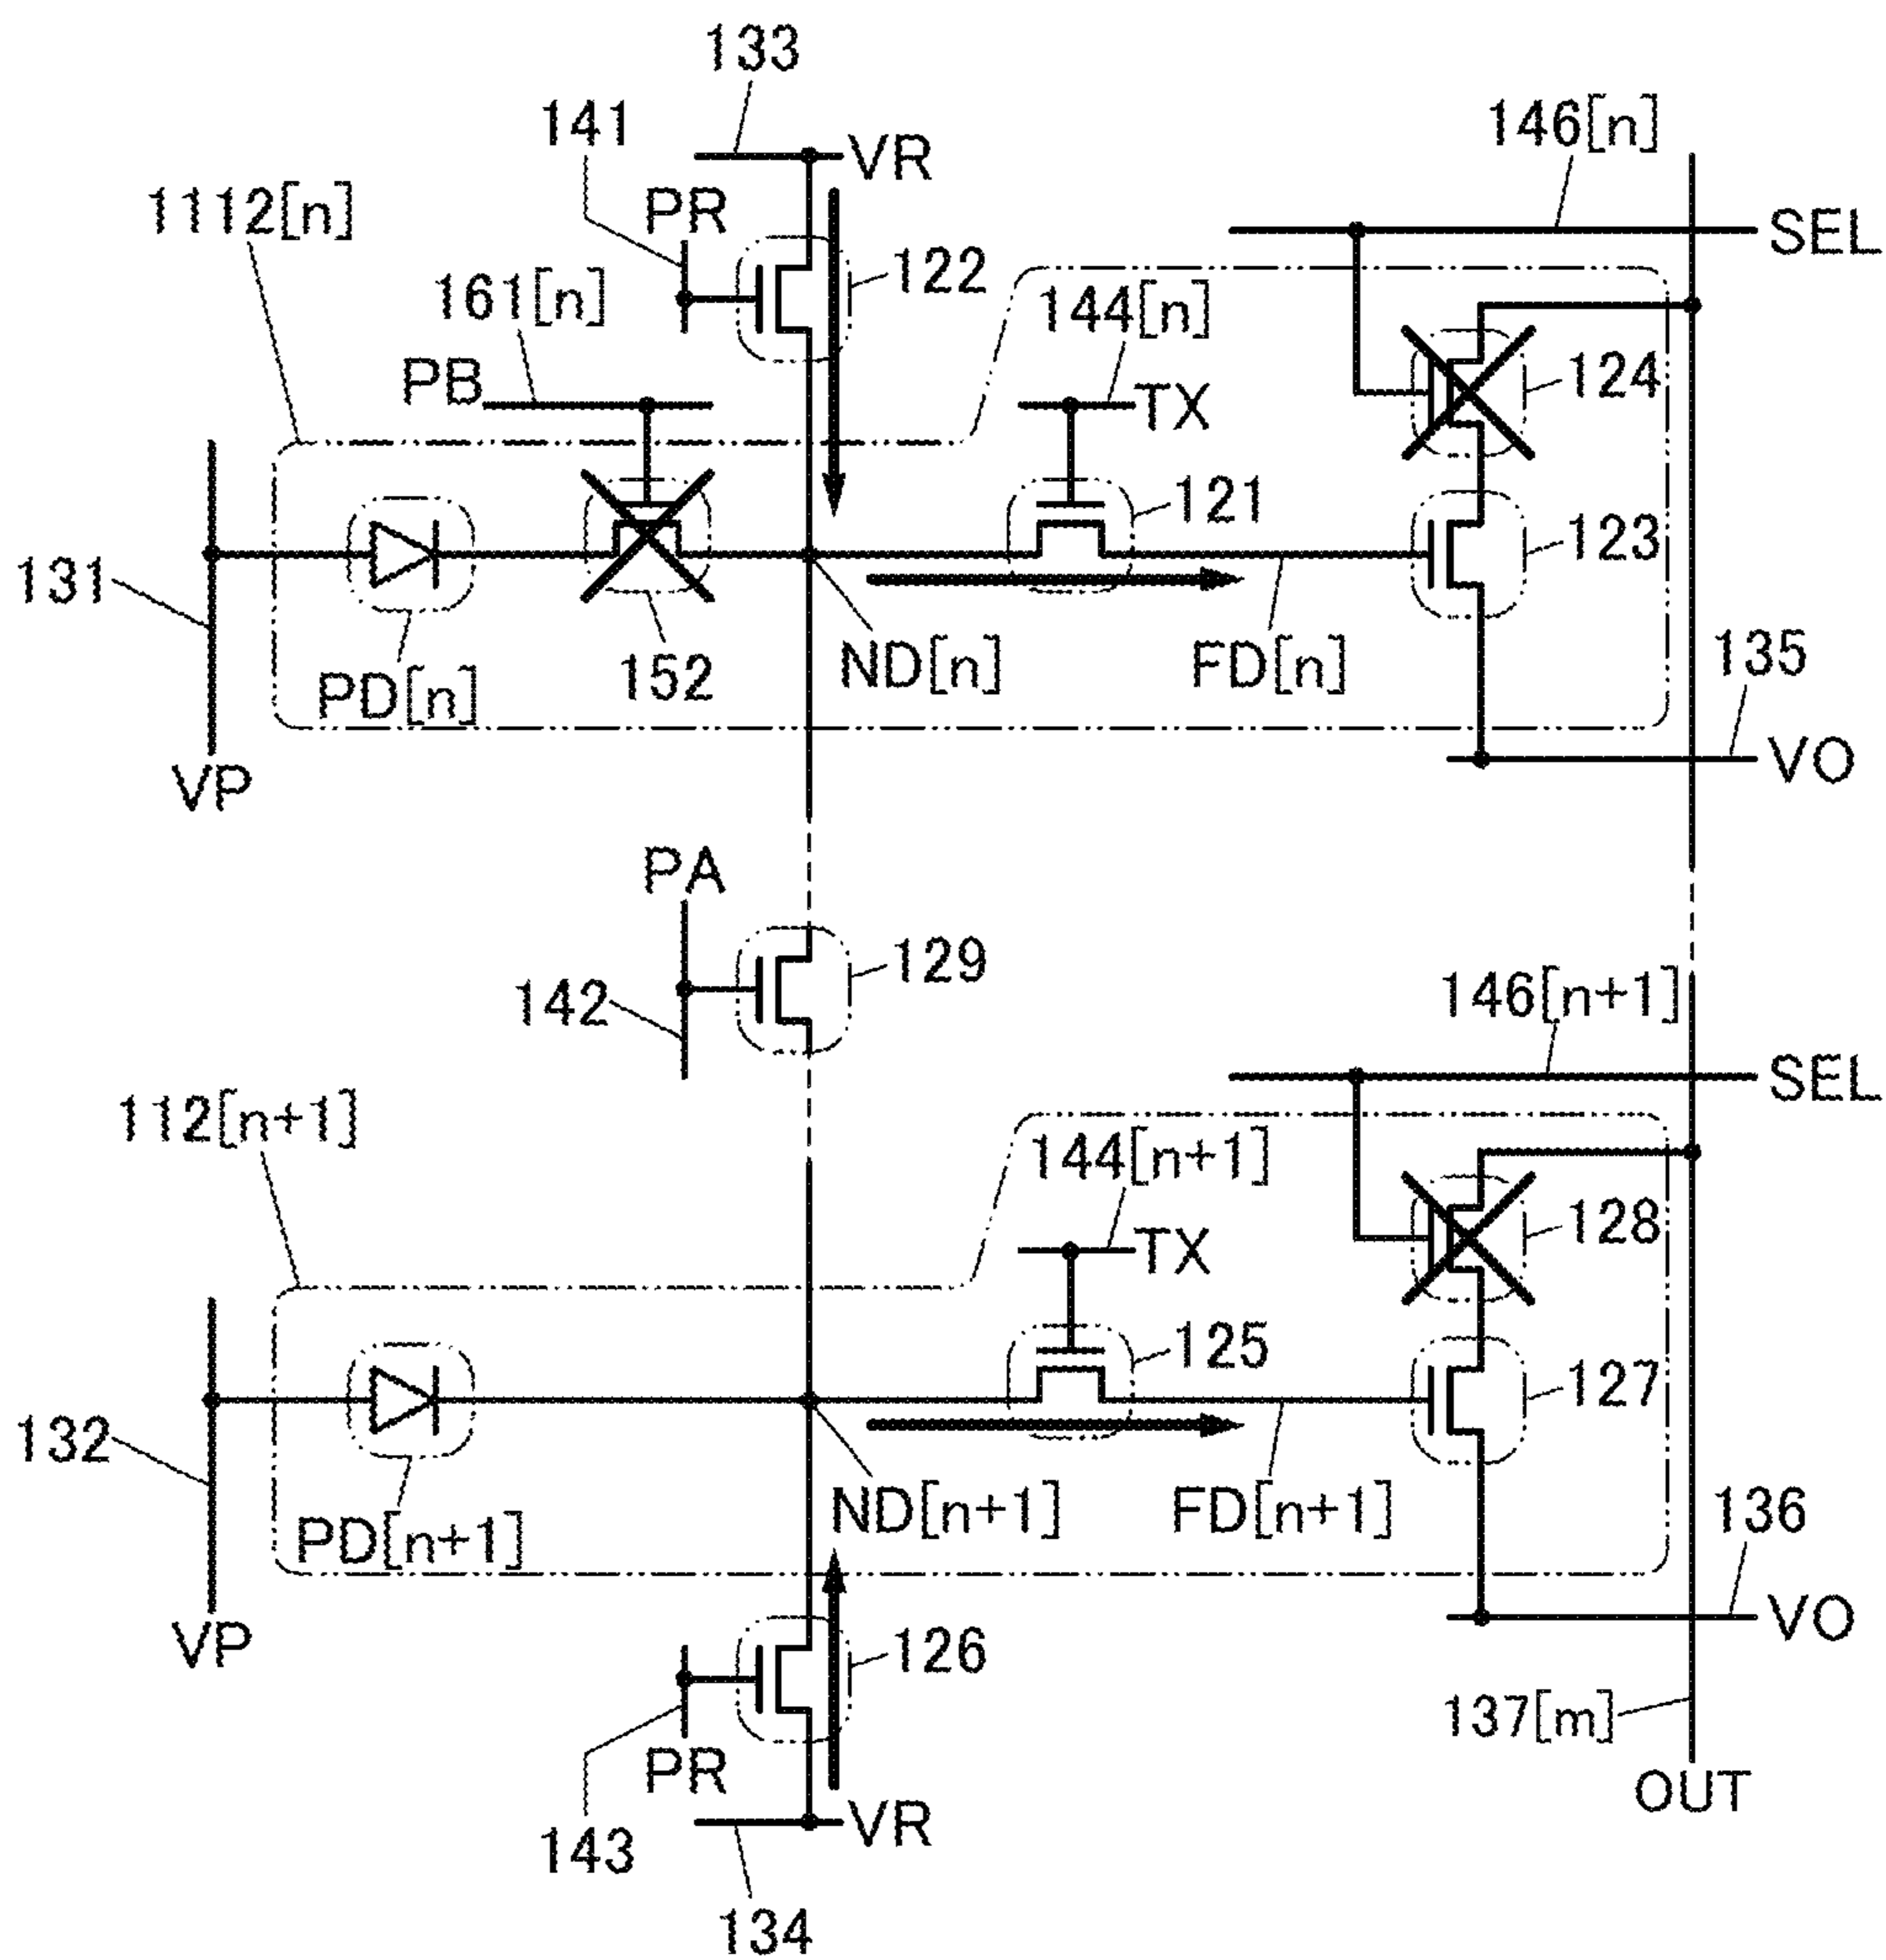 133
141
146[n]
VR
1112[n]
PR
SEL
122
161[n]
144[n]
PB
TX
124
121
123
131
ND[n]
FD[n]
135
PD[n]
152
VP
VO
PA
129
142
146[n+1]
SEL
112[n+1]
144[n+1]
TX
128
125
127
132
ND[n+1]
FD[n+1]
136
PD[n+1]
VP
VO
126
137[m]
PR
OUT
VR
143
134